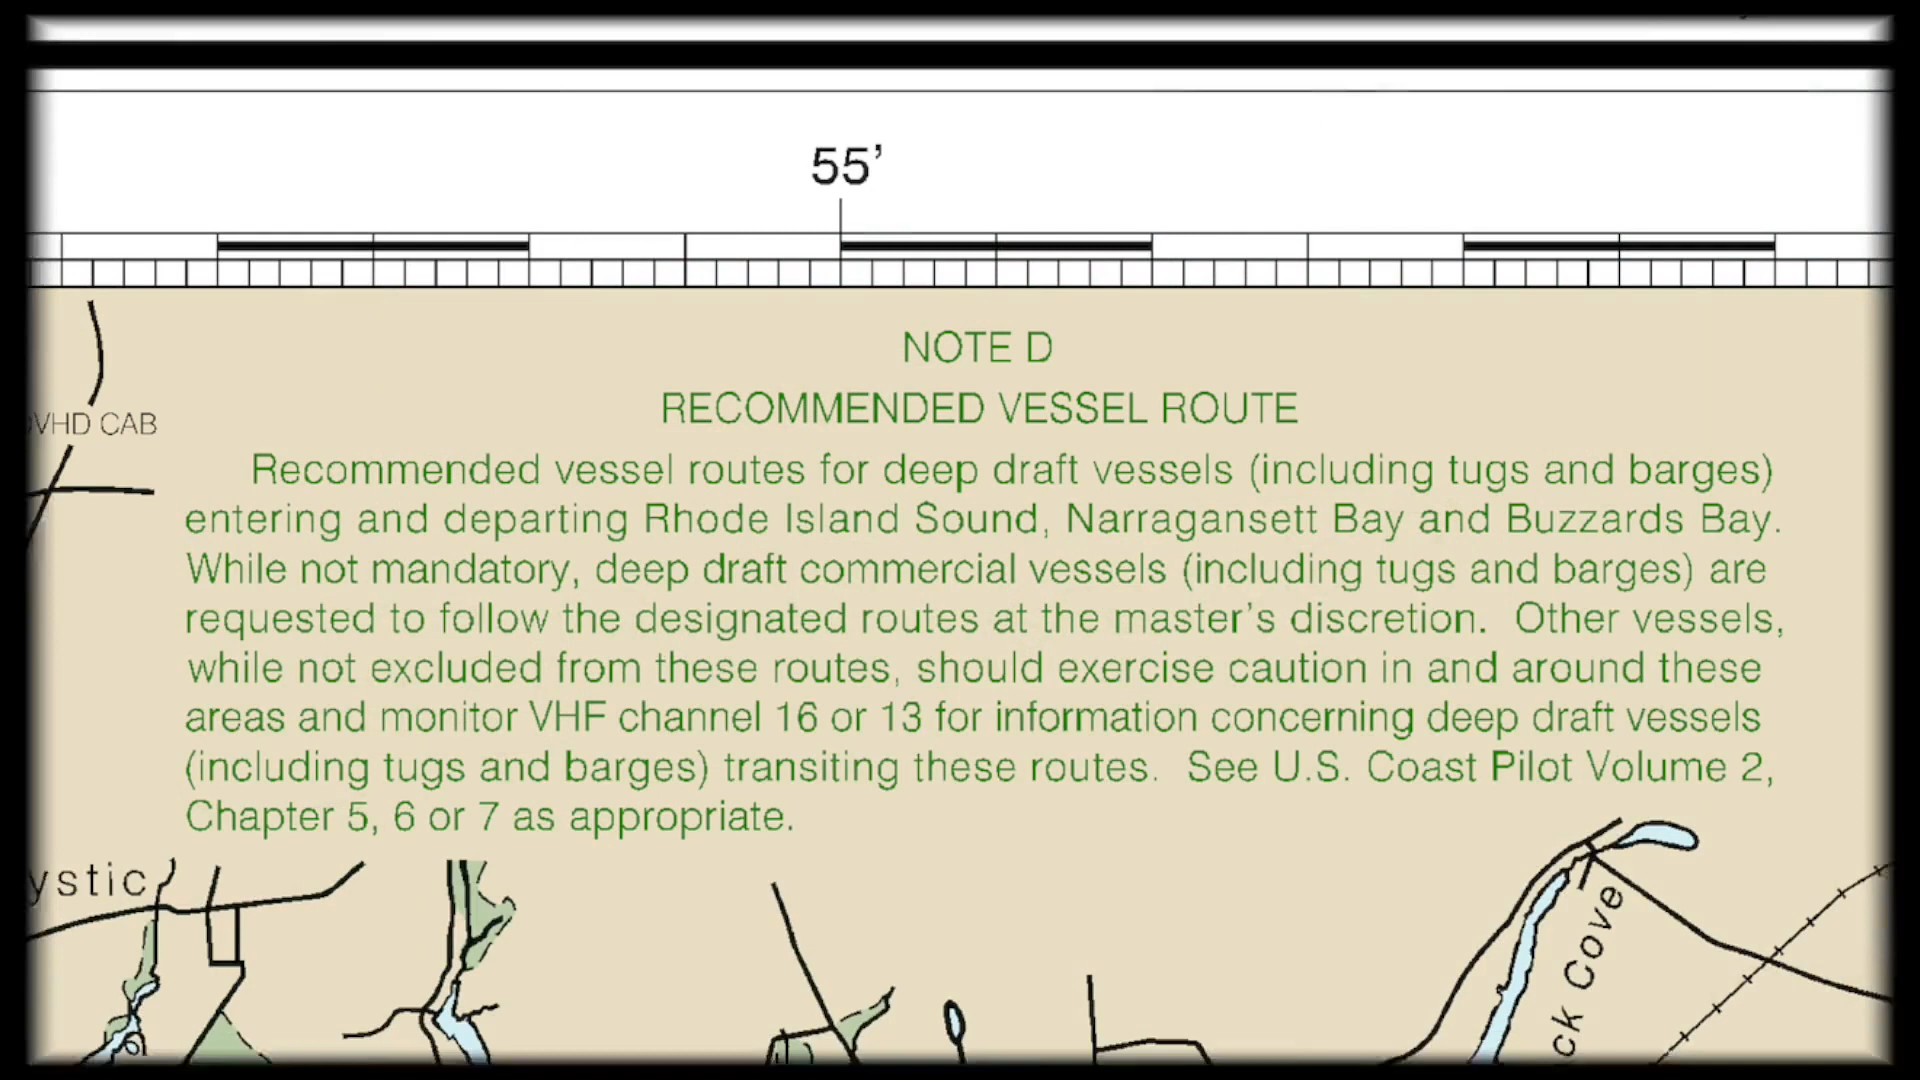 55’
NOTE D
RECOMMENDED VESSEL ROUTE
OVHD CAB
Recommended vessel routes for deep draft vessels (including tugs and barges)
entering and departing Rhode Island Sound, Narragansett Bay and Buzzards Bay.
While not mandatory, deep draft commercial vessels (including tugs and barges) are
requested to follow the designated routes at the master’s discretion. Other vessels,
while not excluded from these routes, should exercise caution in and around these
areas and monitor VHF channel 16 or 13 for information concerning deep draft vessels
(including tugs and barges) transiting these routes. See U.S. Coast Pilot Volume 2,
Chapter 5, 6 or 7 as appropriate.
ystic
ck Cove